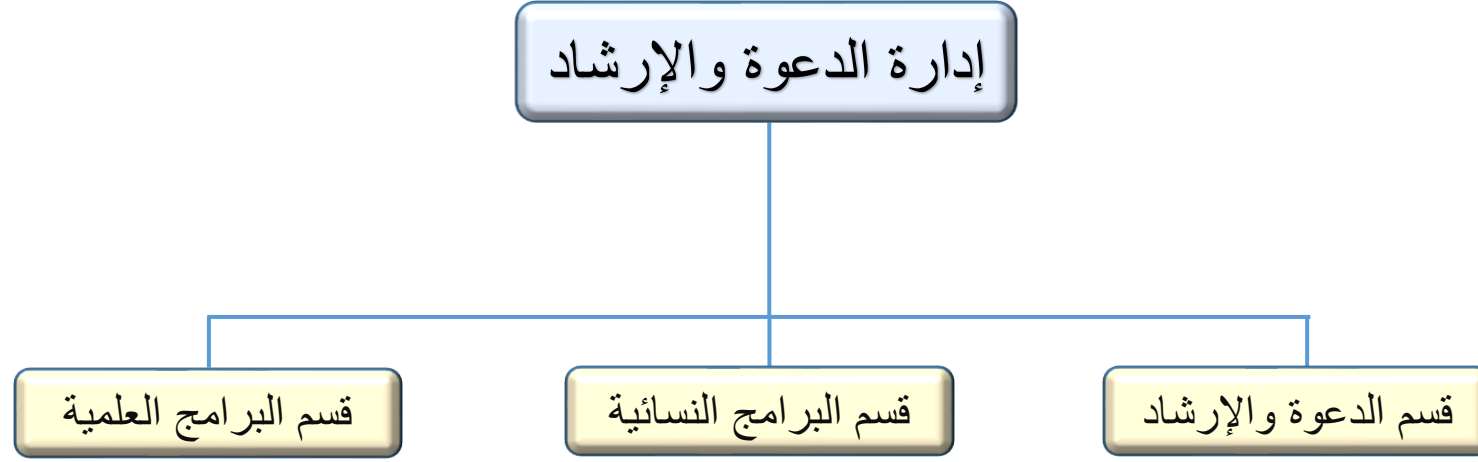 إدارة الدعوة والإرشاد
قسم الدعوة والإرشاد
قسم البرامج النسائية
قسم البرامج العلمية